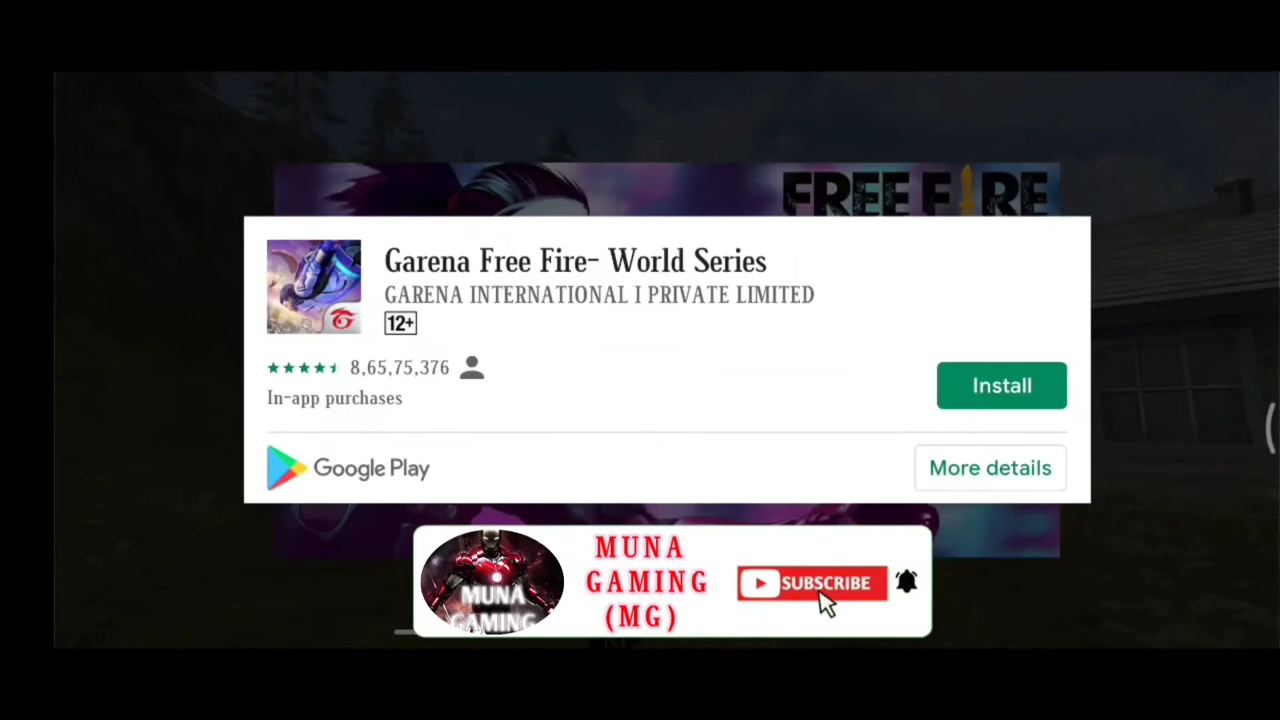 FREE FIRE
Garena Free Fire- World Series
GARENA INTERNATIONAL I PRIVATE LIMITED
12+
8,65,75,376
In-app purchases
Install
Google Play
More details
MUNA
GAMING
MUNA
GAMING
(MG)
SUBSCRIBE